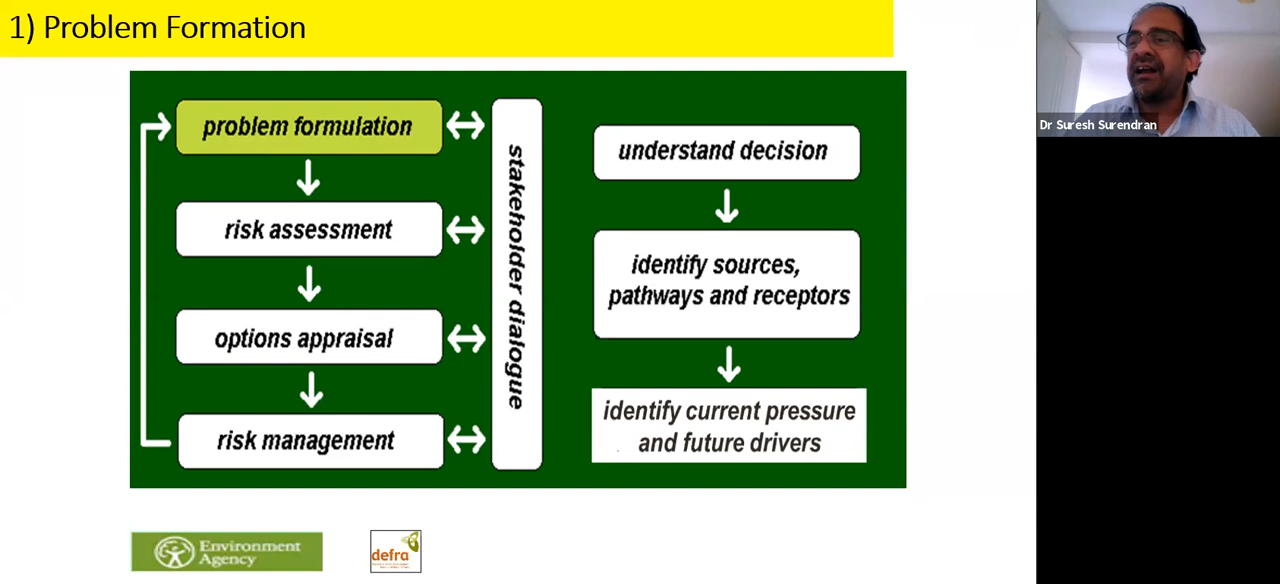 1) Problem Formation
problem formulation
risk assessment
options appraisal
risk management
stakeholder dialogue
understand decision
identify sources,
pathways and receptors
identify current pressure
and future drivers
Environment
Agency
defra
Dr Suresh Surendran